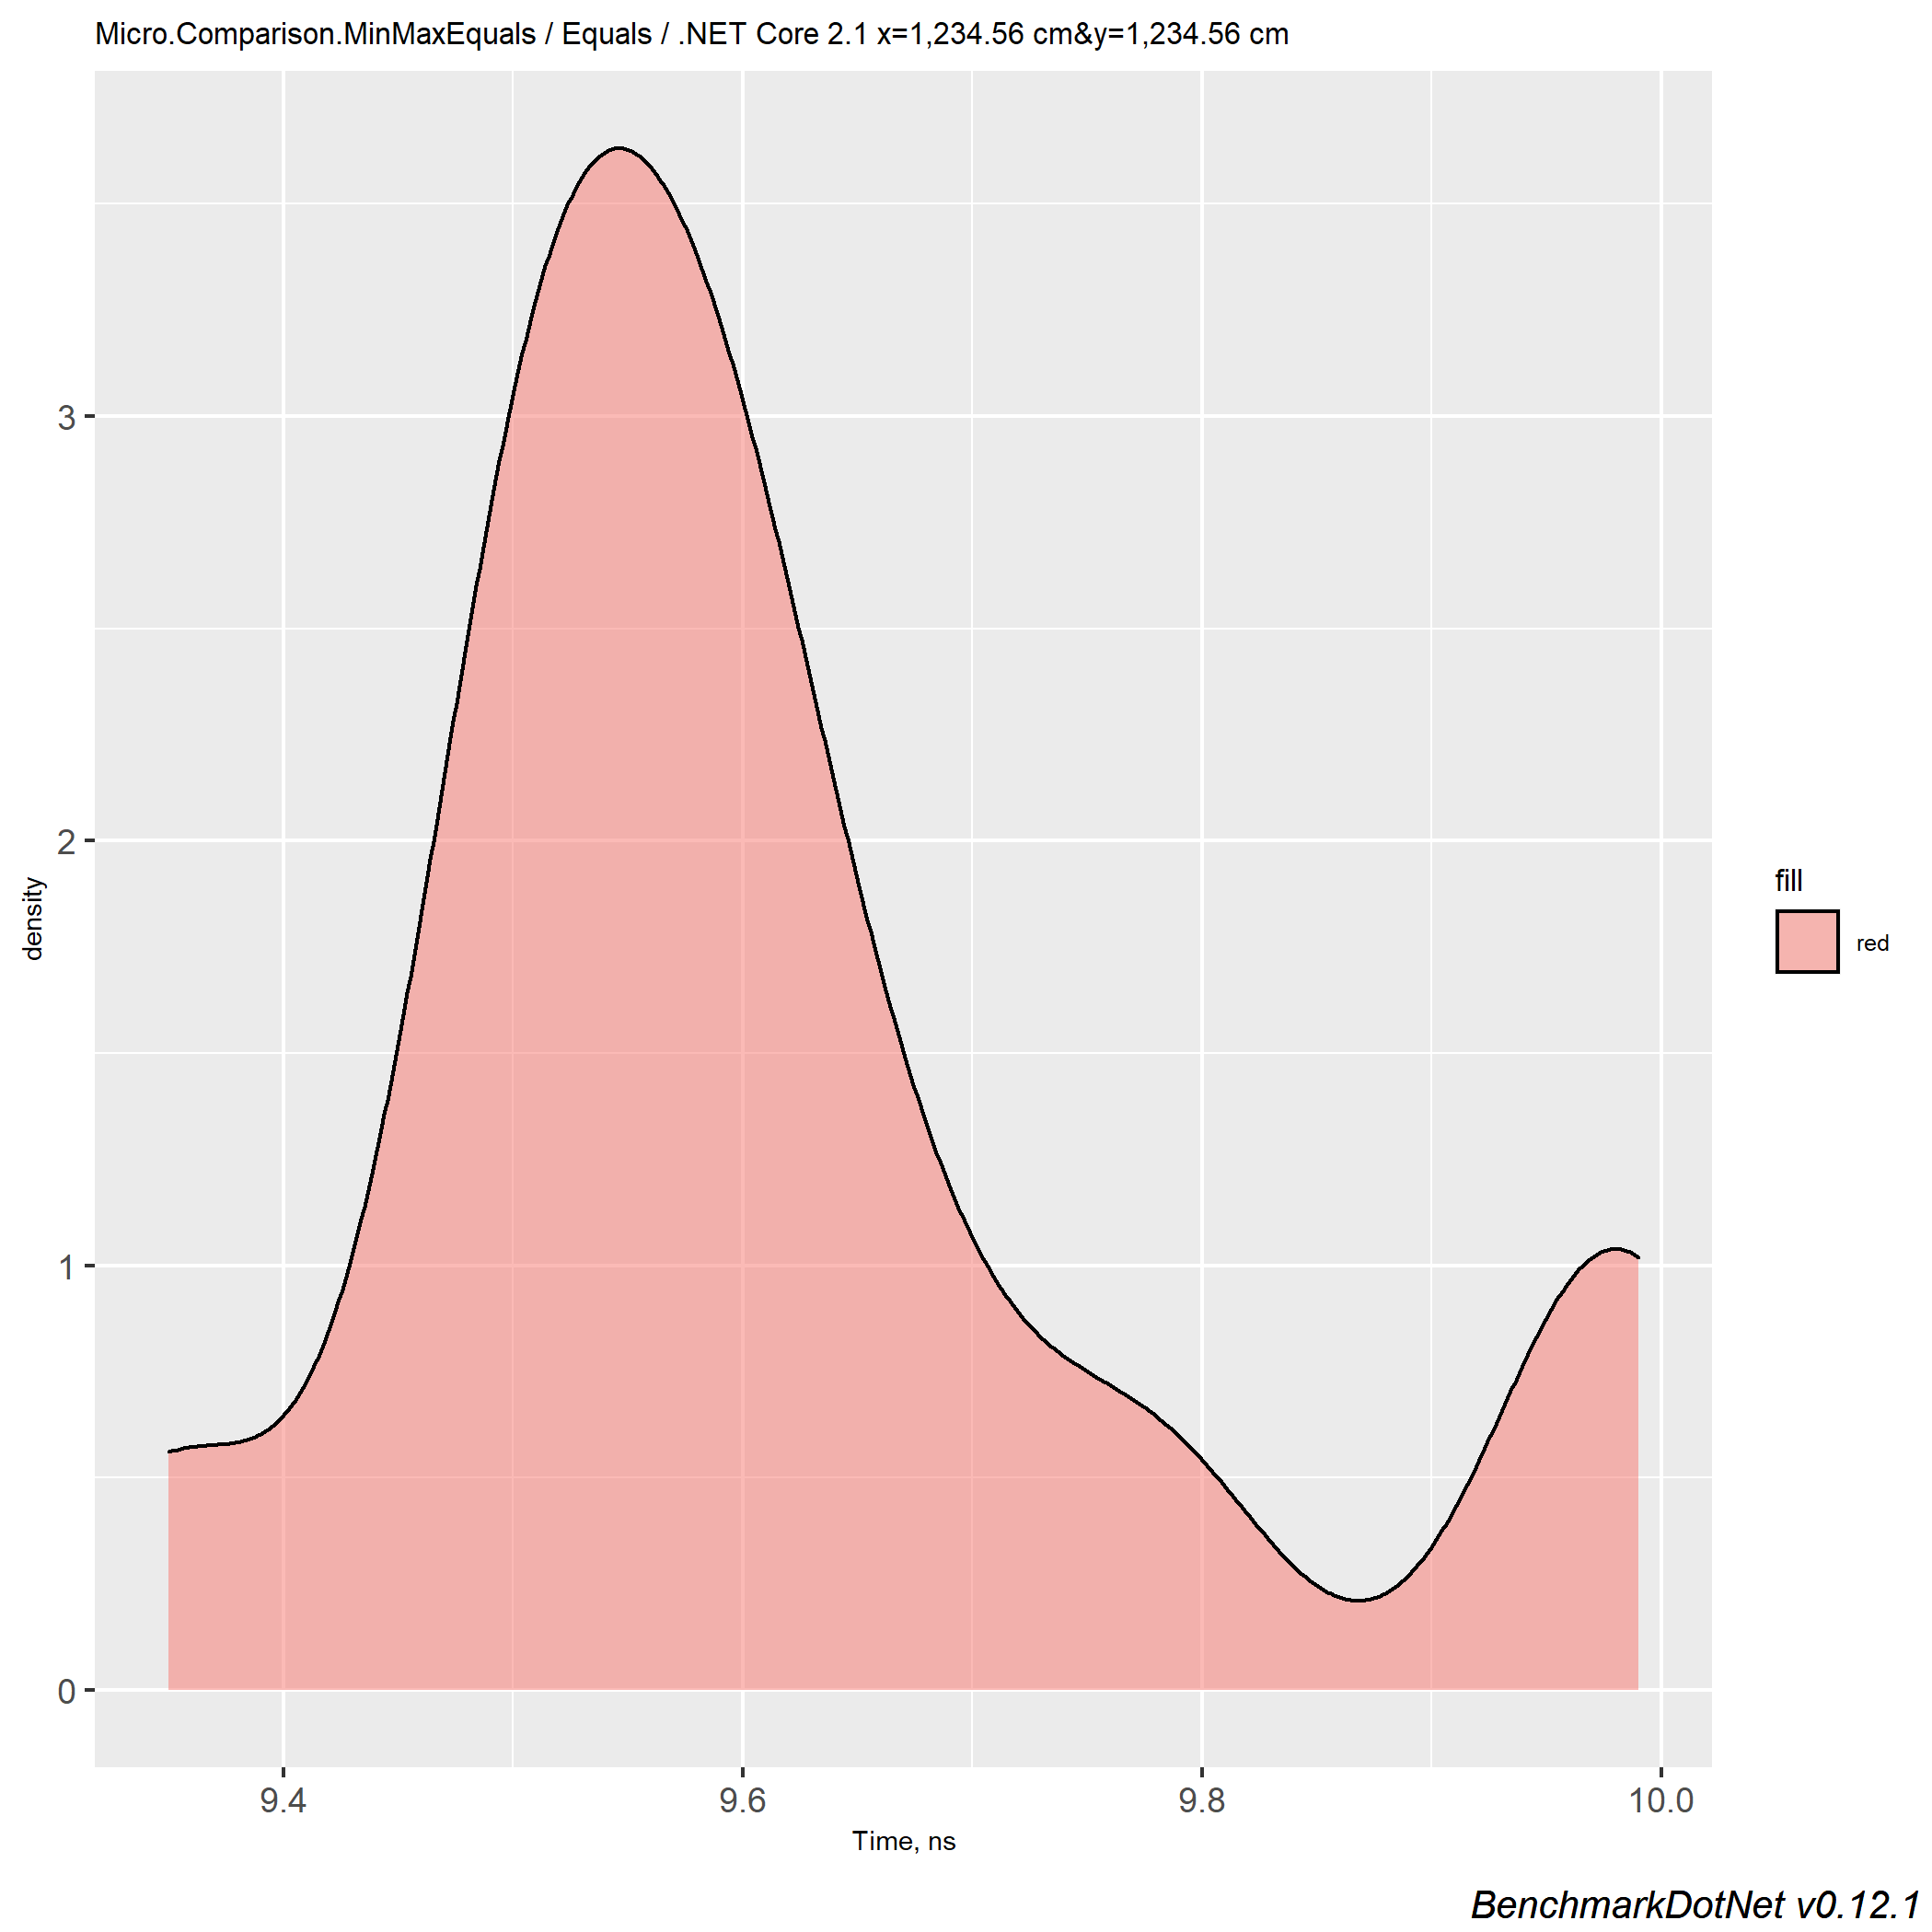 Micro.Comparison.MinMaxEquals / Equals / .NET Core 2.1 x=1,234.56 cm&y=1,234.56 cm
density
3
2
1
0
9.4 9.6 9.8 10.0
Time, ns
fill
red
BenchmarkDotNet v0.12.1